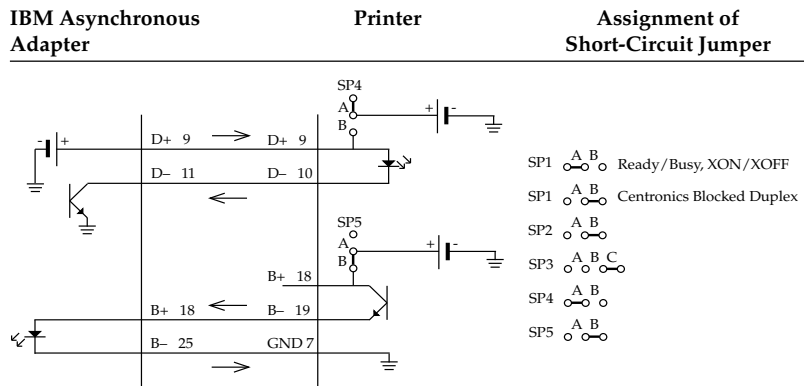 IBM Asynchronous Adapter Printer Assignment of Short-Circuit Jumper
SP4
A
B
+ -
- +
D+ 9 D+ 9
D– 11 D– 10
SP5
A
B
+ -
B+ 18
B+ 18 B– 19
B– 25 GND 7
SP1 A B Ready/Busy, XON/XOFF
SP1 A B Centronics Blocked Duplex
SP2 A B
SP3 A B C
SP4 A B
SP5 A B